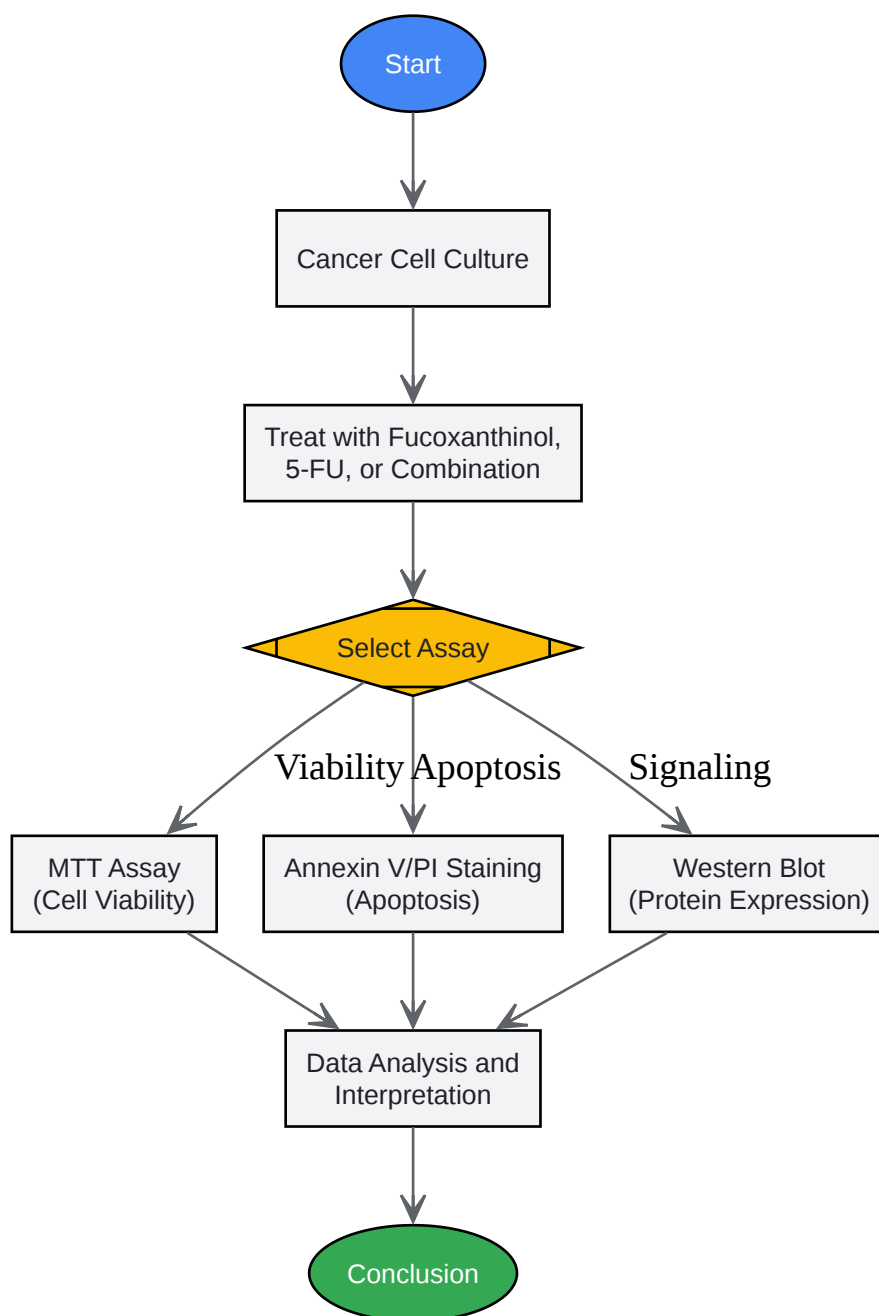 Start
Cancer Cell Culture
Treat with Fucoxanthinol,
5-FU, or Combination
Select Assay
Viability
Apoptosis
Signaling
MTT Assay
(Cell Viability)
Annexin V/PI Staining
(Apoptosis)
Western Blot
(Protein Expression)
Data Analysis and
Interpretation
Conclusion